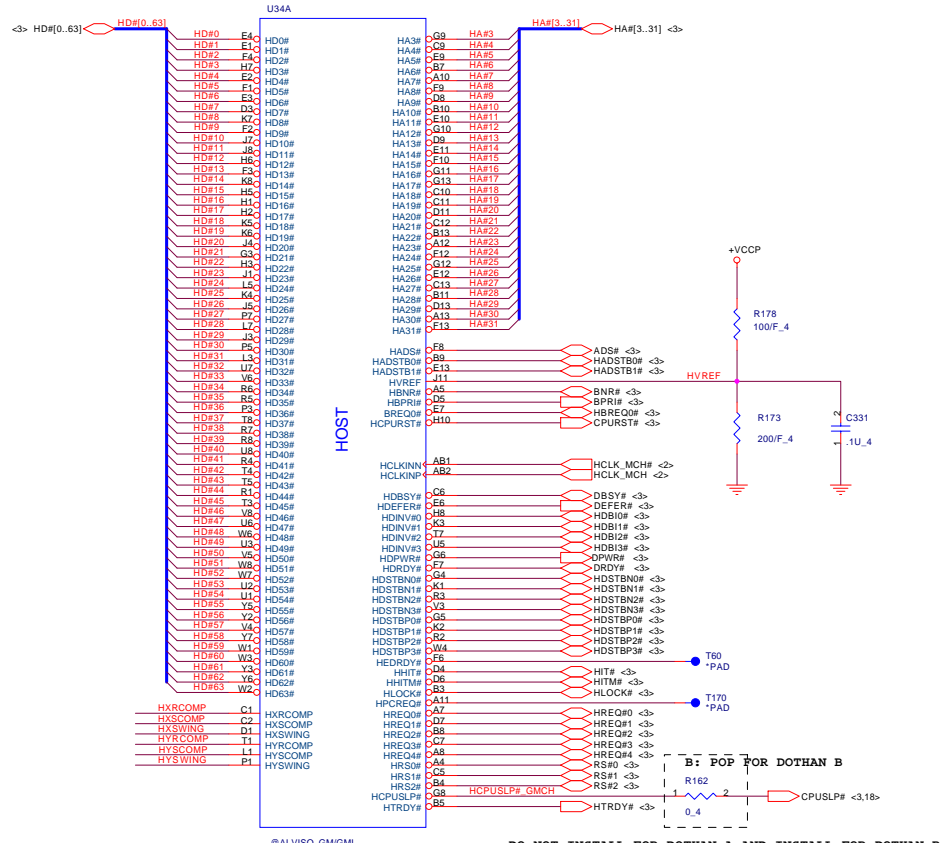 U34A
<3> HD#[0..63]
HD#0 E4 HD0#
HD#1 E1 HD1#
HD#2 F4 HD2#
HD#3 H7 HD3#
HD#4 E2 HD4#
HD#5 F1 HD5#
HD#6 E3 HD6#
HD#7 D3 HD7#
HD#8 K7 HD8#
HD#9 F2 HD9#
HD#10 J7 HD10#
HD#11 J8 HD11#
HD#12 H6 HD12#
HD#13 F3 HD13#
HD#14 K8 HD14#
HD#15 H5 HD15#
HD#16 H1 HD16#
HD#17 H2 HD17#
HD#18 K5 HD18#
HD#19 K6 HD19#
HD#20 J4 HD20#
HD#21 G3 HD21#
HD#22 H3 HD22#
HD#23 J1 HD23#
HD#24 L5 HD24#
HD#25 K4 HD25#
HD#26 J5 HD26#
HD#27 P7 HD27#
HD#28 L7 HD28#
HD#29 J3 HD29#
HD#30 P5 HD30#
HD#31 L3 HD31#
HD#32 U7 HD32#
HD#33 V6 HD33#
HD#34 R6 HD34#
HD#35 R5 HD35#
HD#36 P3 HD36#
HD#37 T8 HD37#
HD#38 R7 HD38#
HD#39 R8 HD39#
HD#40 U8 HD40#
HD#41 R4 HD41#
HD#42 T4 HD42#
HD#43 T5 HD43#
HD#44 R1 HD44#
HD#45 T3 HD45#
HD#46 V8 HD46#
HD#47 U6 HD47#
HD#48 W6 HD48#
HD#49 U3 HD49#
HD#50 V5 HD50#
HD#51 W8 HD51#
HD#52 W7 HD52#
HD#53 U2 HD53#
HD#54 U1 HD54#
HD#55 Y5 HD55#
HD#56 Y2 HD56#
HD#57 V4 HD57#
HD#58 Y7 HD58#
HD#59 W1 HD59#
HD#60 W3 HD60#
HD#61 Y3 HD61#
HD#62 Y6 HD62#
HD#63 W2 HD63#
HXRCOMP C1 HXRCOMP
HXSCOMP C2 HXSCOMP
HXSWING D1 HXSWING
HYRCOMP T1 HYRCOMP
HYSCOMP L1 HYSCOMP
HYSWING P1 HYSWING
HOST
HA#[3..31] <3>
HA3# G9 HA#3
HA4# C9 HA#4
HA5# E9 HA#5
HA6# B7 HA#6
HA7# A10 HA#7
HA8# F9 HA#8
HA9# D8 HA#9
HA10# B10 HA#10
HA11# E10 HA#11
HA12# G10 HA#12
HA13# D9 HA#13
HA14# E11 HA#14
HA15# F10 HA#15
HA16# G11 HA#16
HA17# G13 HA#17
HA18# C10 HA#18
HA19# C11 HA#19
HA20# D11 HA#20
HA21# C12 HA#21
HA22# B13 HA#22
HA23# A12 HA#23
HA24# F12 HA#24
HA25# G12 HA#25
HA26# E12 HA#26
HA27# C13 HA#27
HA28# B11 HA#28
HA29# D13 HA#29
HA30# A13 HA#30
HA31# F13 HA#31
HADS# F8 ADS# <3>
HADSTB0# B9 HADSTB0# <3>
HADSTB1# E13 HADSTB1# <3>
HVREF J11 HVREF
HBNR# A5 BNR# <3>
HBPRI# D5 BPRI# <3>
BREQ0# E7 HBREQ0# <3>
HCPURST# H10 CPURST# <3>
HCLKINN AB1 HCLK_MCH# <2>
HCLKINP AB2 HCLK_MCH <2>
HDBSY# C6 DBSY# <3>
HDEFER# E6 DEFER# <3>
HDINV#0 H8 HDBI0# <3>
HDINV#1 K3 HDBI1# <3>
HDINV#2 T7 HDBI2# <3>
HDINV#3 U5 HDBI3# <3>
HDPWR# G6 DPWR# <3>
HDRDY# F7 DRDY# <3>
HDSTBN0# G4 HDSTBN0# <3>
HDSTBN1# K1 HDSTBN1# <3>
HDSTBN2# R3 HDSTBN2# <3>
HDSTBN3# V3 HDSTBN3# <3>
HDSTBP0# G5 HDSTBP0# <3>
HDSTBP1# K2 HDSTBP1# <3>
HDSTBP2# R2 HDSTBP2# <3>
HDSTBP3# W4 HDSTBP3# <3>
HEDRDY# F6 T60
*PAD
HHIT# D4 HIT# <3>
HHITM# D6 HITM# <3>
HLOCK# B3 HLOCK# <3>
HPCREQ# A11 T170
*PAD
HREQ0# A7 HREQ#0 <3>
HREQ1# D7 HREQ#1 <3>
HREQ2# B8 HREQ#2 <3>
HREQ3# C7 HREQ#3 <3>
HREQ4# A8 HREQ#4 <3>
HRS0# A4 RS#0 <3>
HRS1# C5 RS#1 <3>
HRS2# B4 RS#2 <3>
HCPUSLP# G8 HCPUSLP#_GMCH
HTRDY# B5 HTRDY# <3>
+VCCP
R178
100/F_4
HVREF
R173
200/F_4
2
C331
1
.1U_4
B: POP FOR DOTHAN B
R162
1 2
0_4
CPUSLP# <3,18>
@ALVISO_GM/GML
DO NOT INSTALL FOR DOTHAN-A AND INSTALL FOR DOTHAN-B